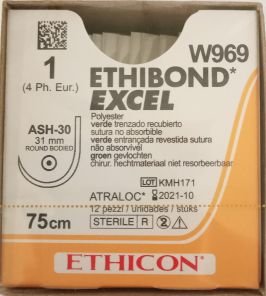 W969
1
(4 Ph. Eur.)
ETHIBOND*
EXCEL
Polyester
verde trenzado recubierto
sutura no absorbible
verde entrançada revestida sutura
não absorvível
groen gevlochten
chirur. hechtmateriaal niet resorbeerbaar
ASH-30
31 mm
ROUND BODIED
LOT KMH171
ATRALOC* 2021-10
75cm
12 pezzi / unidades / stuks
STERILE R 2
ETHICON